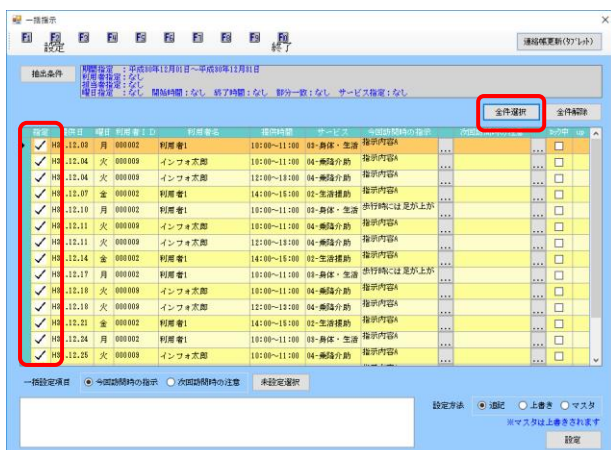 一括指示
F1 F2 F3 F4 F5 F6 F7 F8 F9 F10
設定 終了
連絡帳更新(ﾀﾌﾞﾚｯﾄ)
抽出条件
期間指定 : 平成30年12月01日~平成30年12月31日
利用者指定 : なし
担当者指定 : なし
曜日指定 : なし 開始時間 : なし 終了時間 : なし 部分一致 : なし サービス指定 : なし
全件選択 全件解除
指定 提供日 曜日 利用者ID 利用者名 提供時間 サービス 今回訪問時の指示 次回訪問時の注意 ﾛｯｸ中 up
H3 .12.03 月 000002 利用者1 10:00~11:00 03-身体・生活 指示内容A ...
H3 .12.04 火 000009 インフォ太郎 10:00~11:00 04-乗降介助 指示内容A ...
H3 .12.04 火 000009 インフォ太郎 12:00~13:00 04-乗降介助 指示内容A ...
H3 .12.07 金 000002 利用者1 14:00~15:00 02-生活援助 指示内容A ...
H3 .12.10 月 000002 利用者1 10:00~11:00 03-身体・生活 歩行時には足が上が ...
H3 .12.11 火 000009 インフォ太郎 10:00~11:00 04-乗降介助 指示内容A ...
H3 .12.11 火 000009 インフォ太郎 12:00~13:00 04-乗降介助 指示内容A ...
H3 .12.14 金 000002 利用者1 14:00~15:00 02-生活援助 指示内容A ...
H3 .12.17 月 000002 利用者1 10:00~11:00 03-身体・生活 歩行時には足が上が ...
H3 .12.18 火 000009 インフォ太郎 10:00~11:00 04-乗降介助 指示内容A ...
H3 .12.18 火 000009 インフォ太郎 12:00~13:00 04-乗降介助 指示内容A ...
H3 .12.21 金 000002 利用者1 14:00~15:00 02-生活援助 指示内容A ...
H3 .12.24 月 000002 利用者1 10:00~11:00 03-身体・生活 指示内容A ...
H3 .12.25 火 000009 インフォ太郎 10:00~11:00 04-乗降介助 指示内容A ...
一括設定項目 今回訪問時の指示 次回訪問時の注意 未設定選択
設定方法 追記 上書き マスタ
※マスタは上書きされます
設定